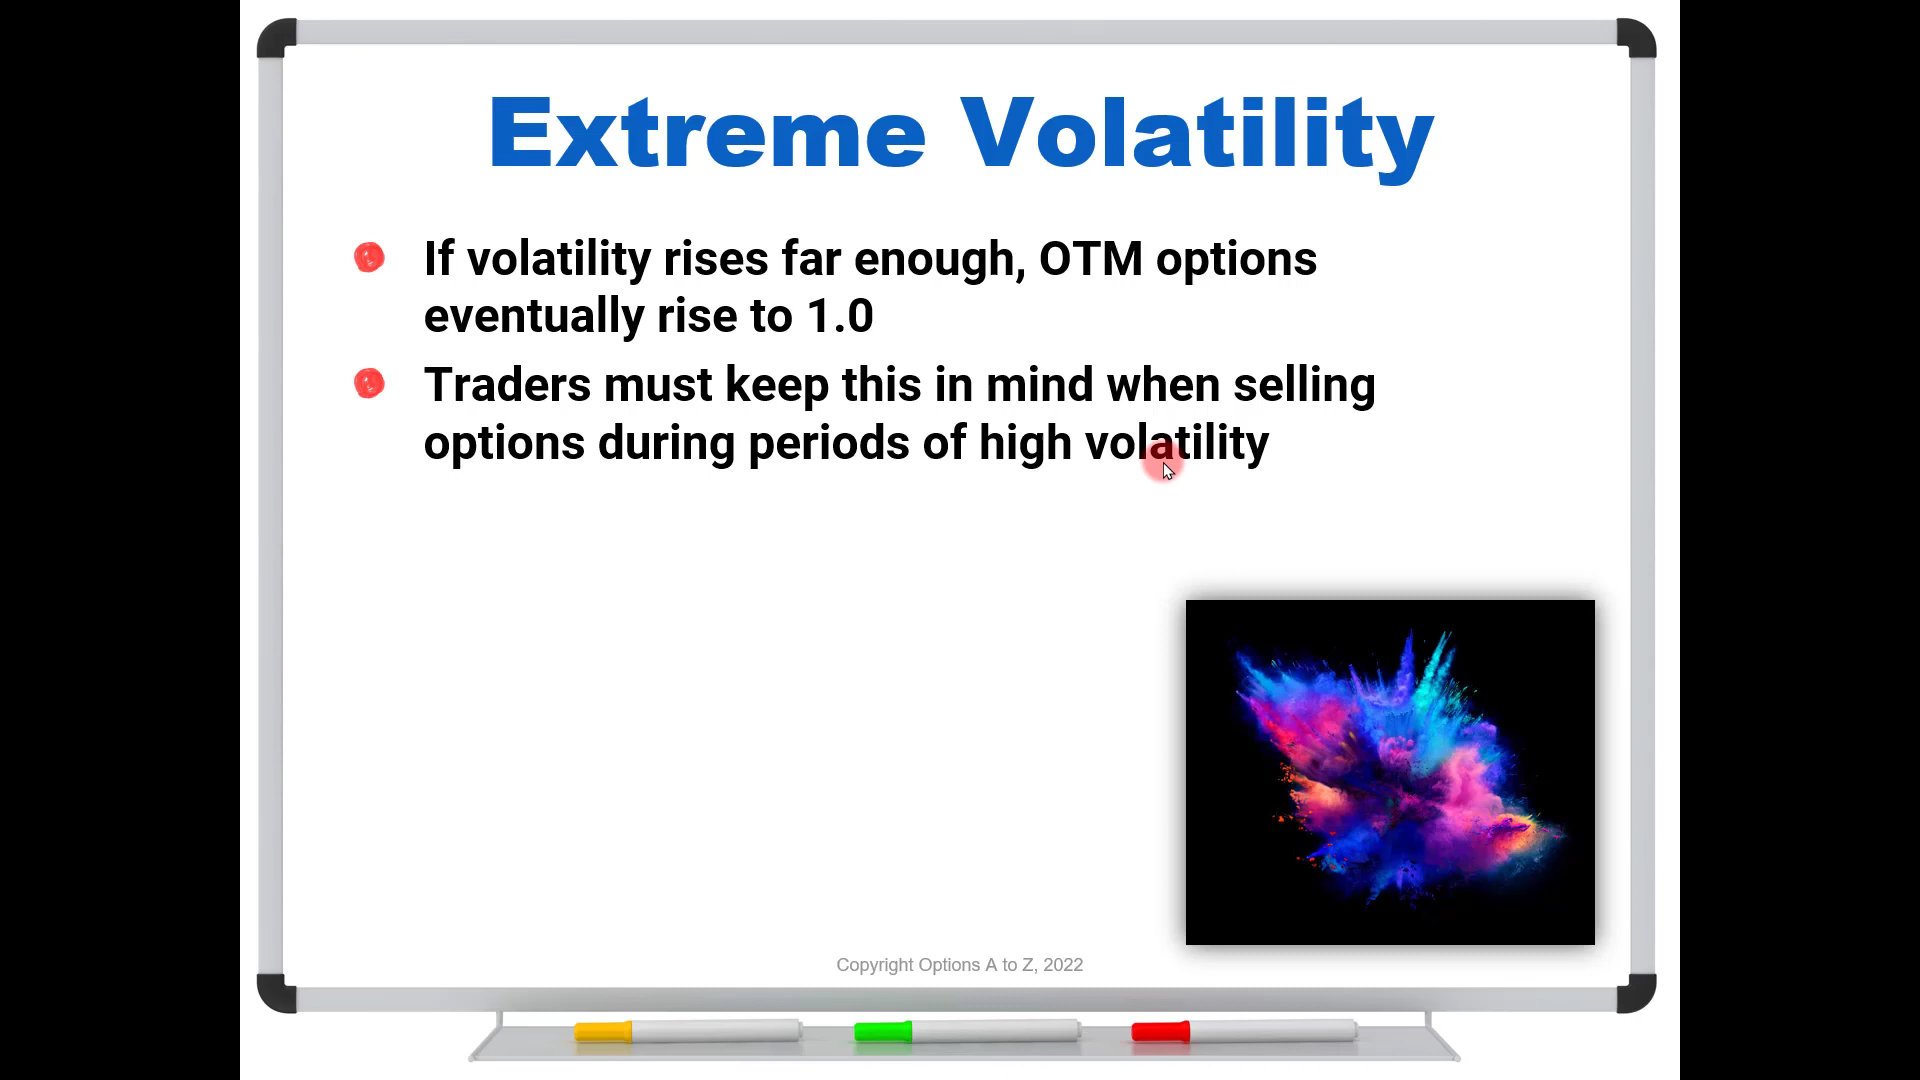 Extreme Volatility
If volatility rises far enough, OTM options
eventually rise to 1.0
Traders must keep this in mind when selling
options during periods of high volatility
Copyright Options A to Z, 2022